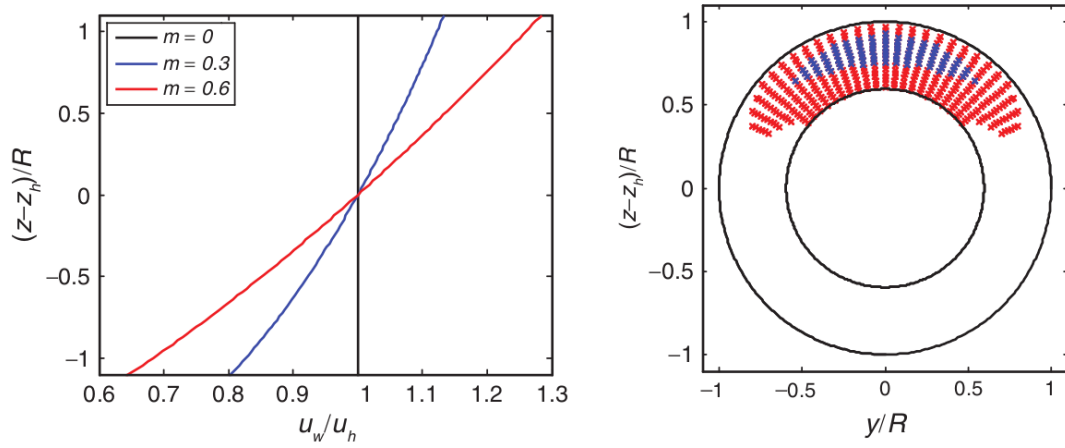 1
0.5
0
−0.5
−1
(z−z_h)/R
m = 0
m = 0.3
m = 0.6
0.6 0.7 0.8 0.9 1 1.1 1.2 1.3
u_w/u_h
1
0.5
0
−0.5
−1
(z−z_h)/R
−1 −0.5 0 0.5 1
y/R